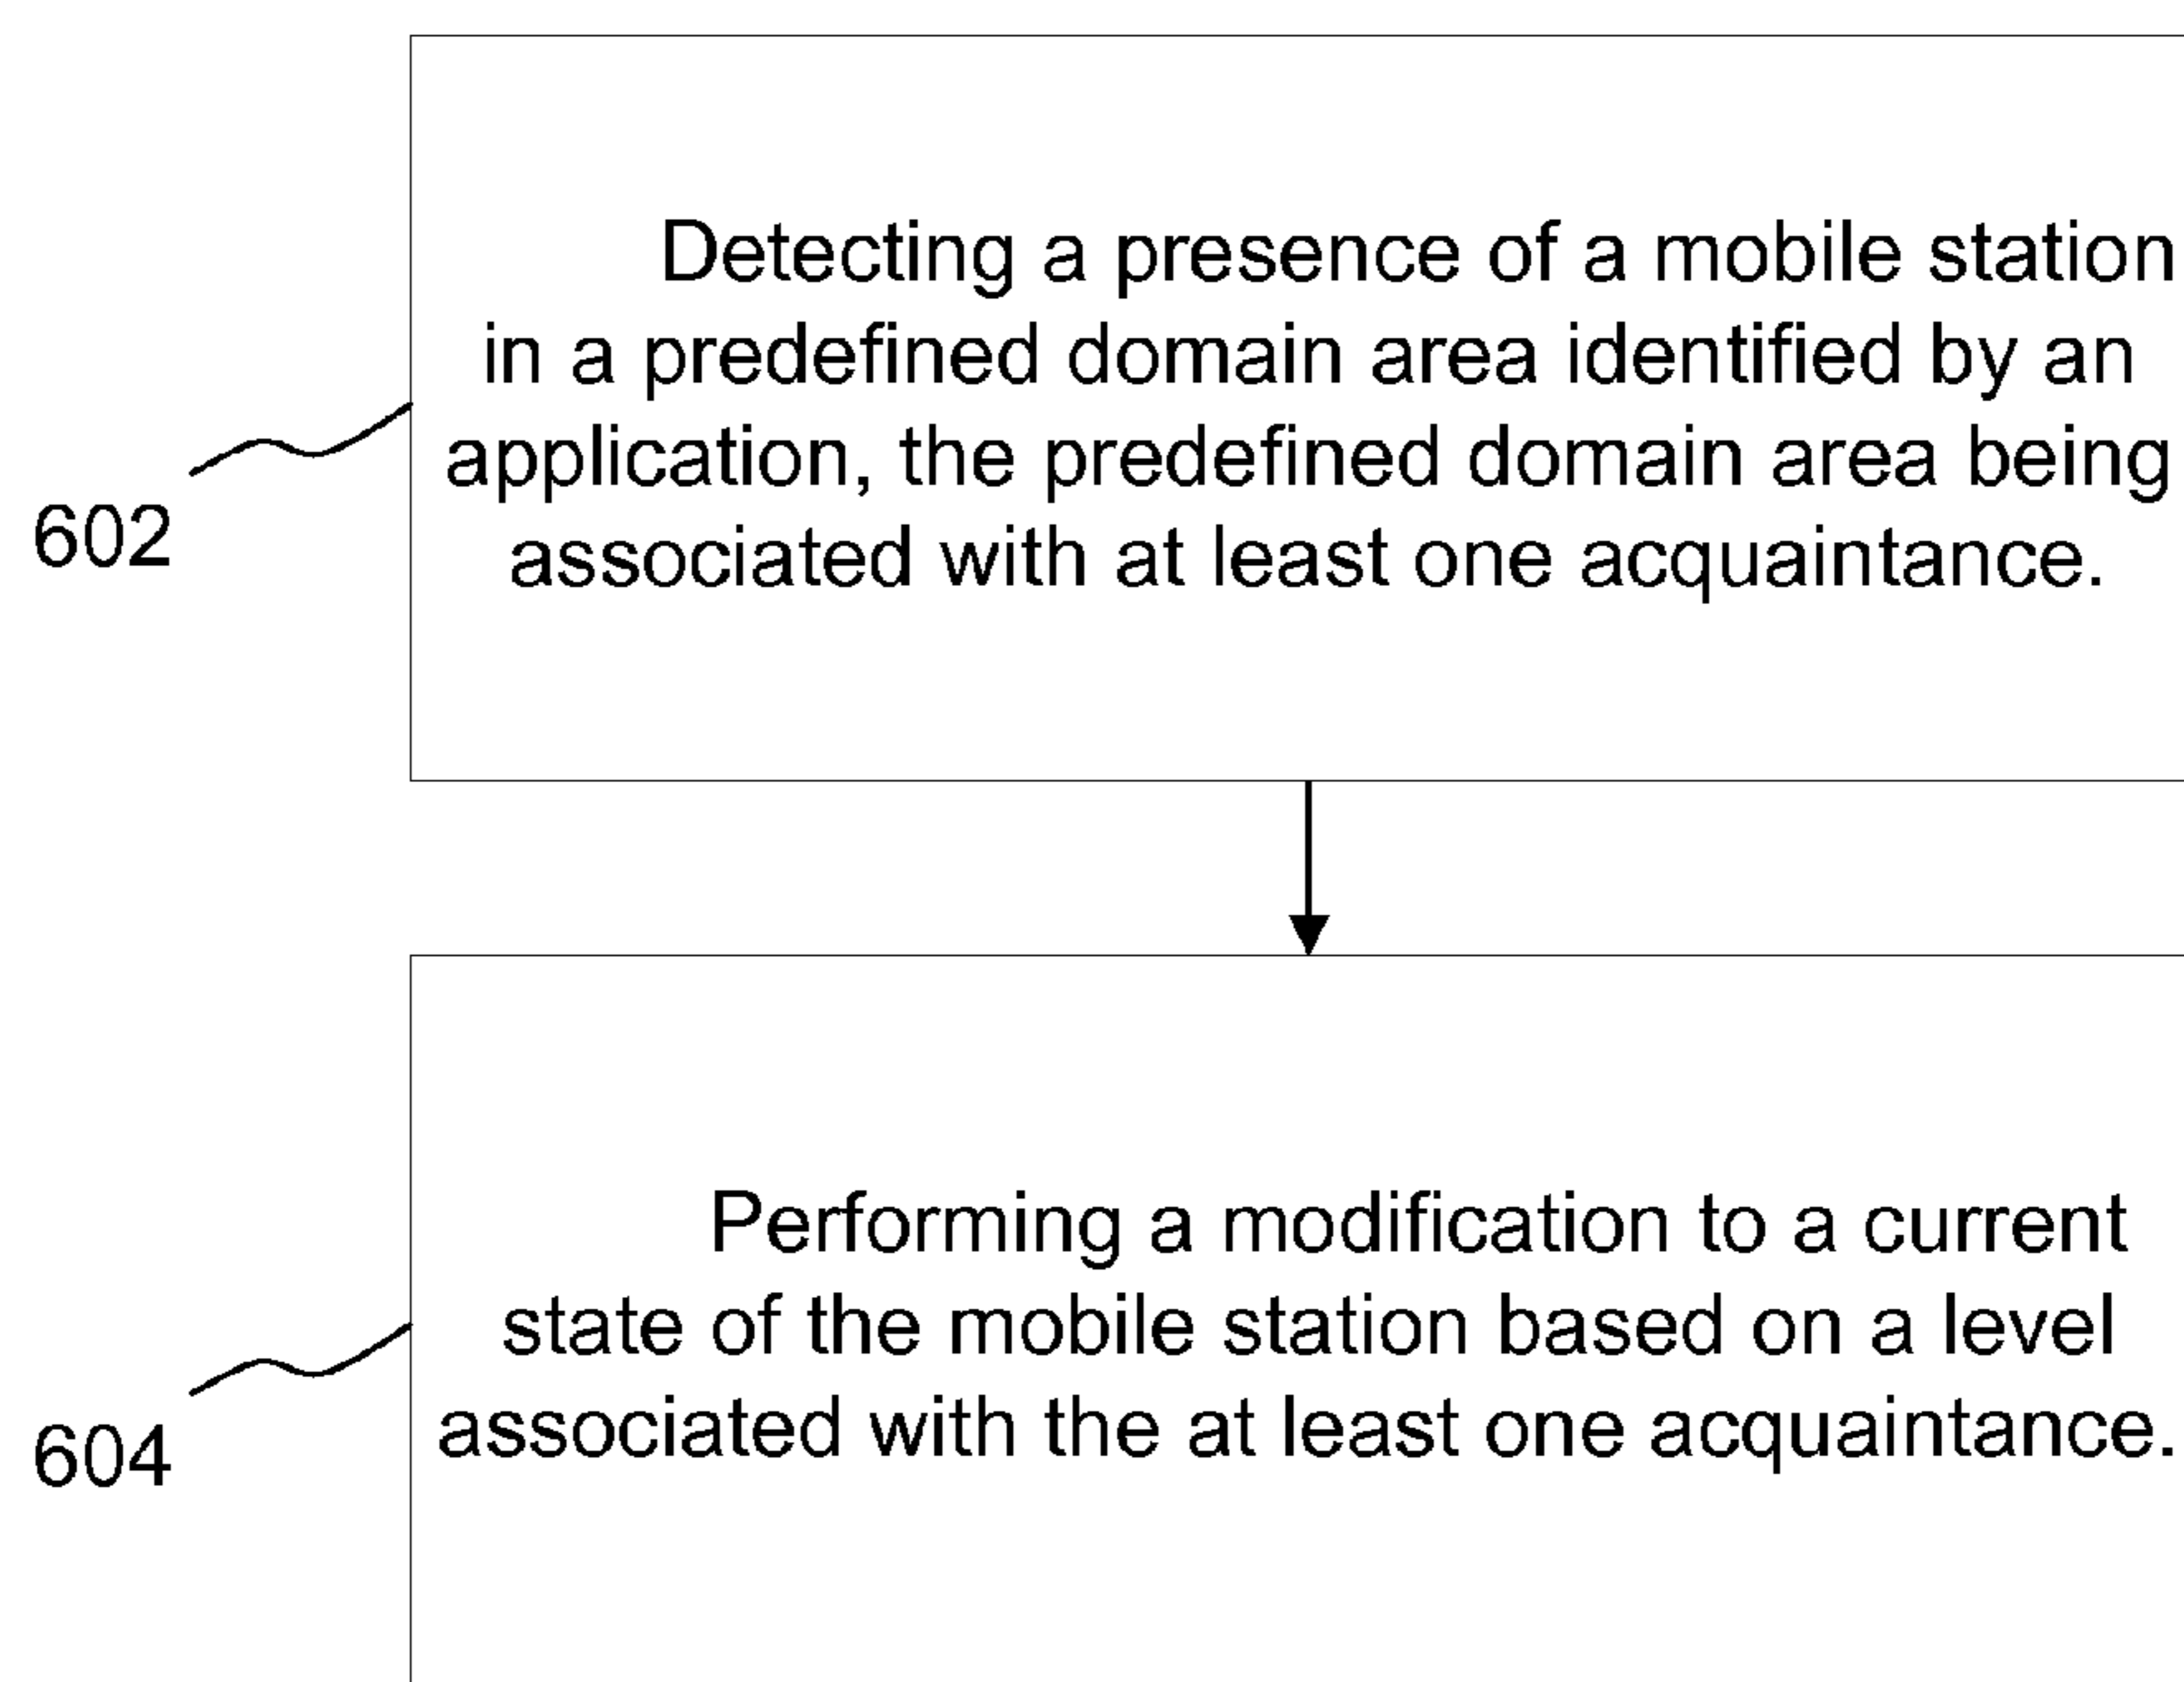 Detecting a presence of a mobile station
in a predefined domain area identified by an
application, the predefined domain area being
associated with at least one acquaintance.
602
Performing a modification to a current
state of the mobile station based on a level
associated with the at least one acquaintance.
604